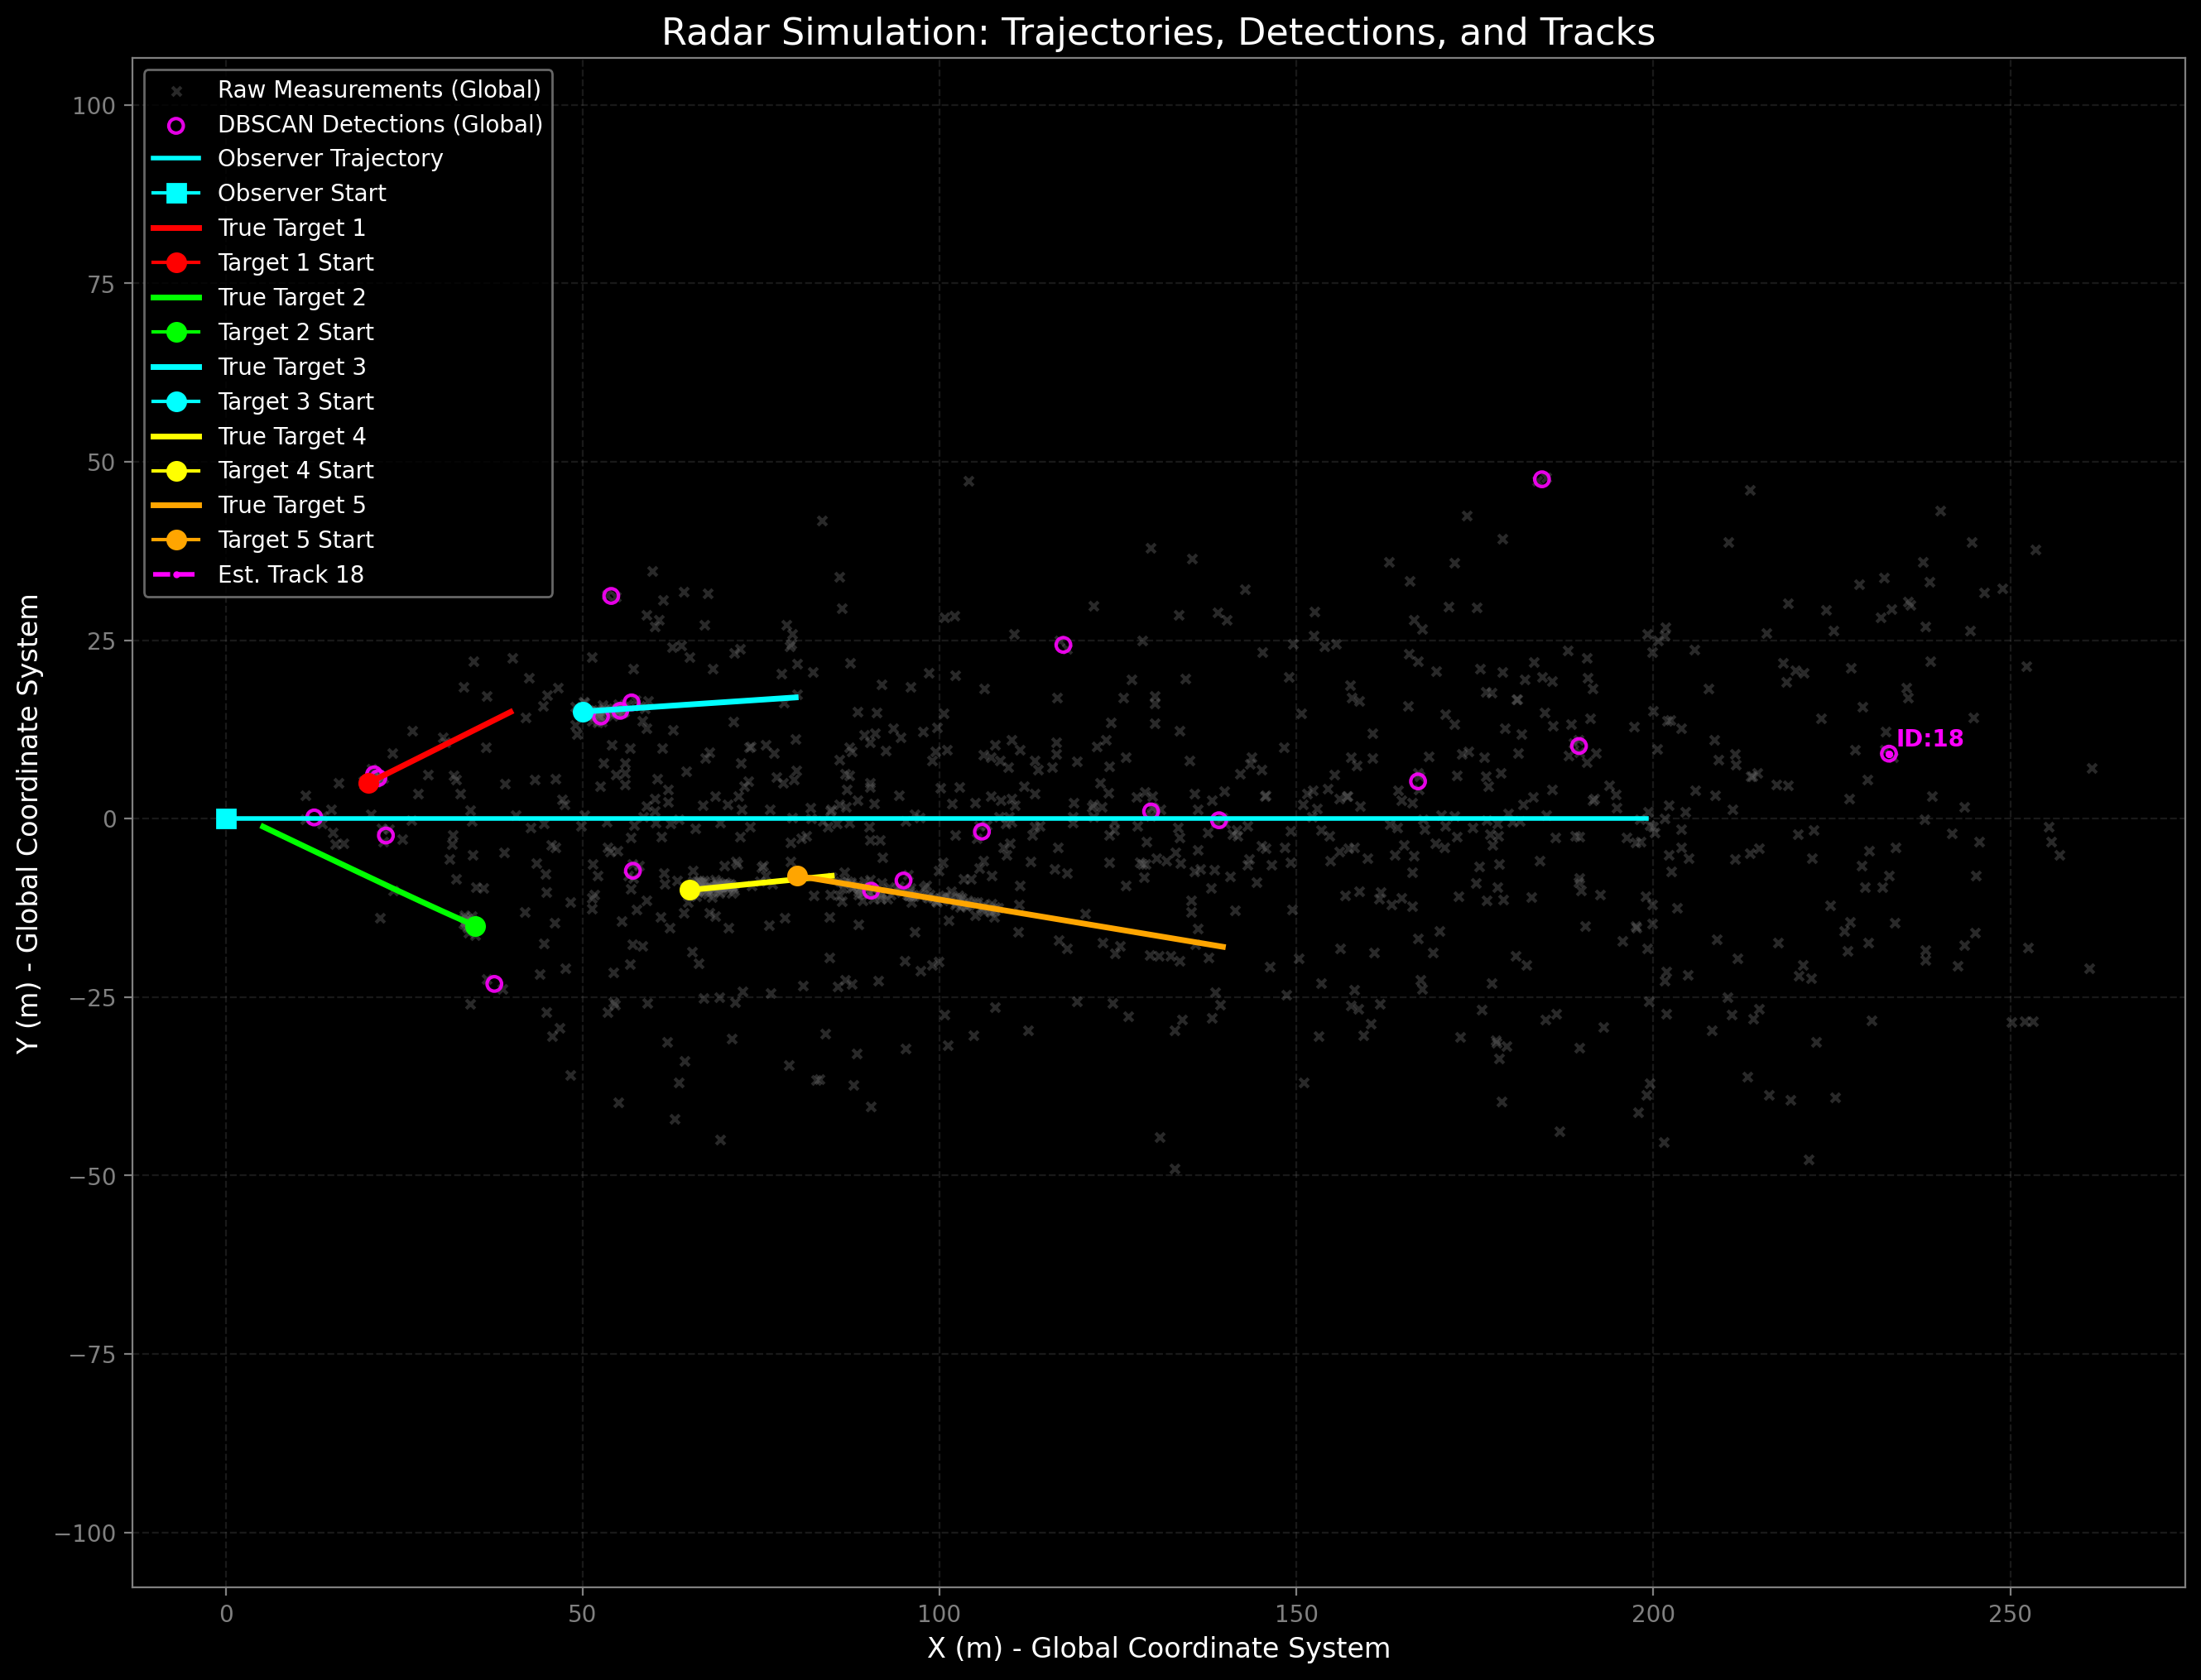 Radar Simulation: Trajectories, Detections, and Tracks
Raw Measurements (Global)
DBSCAN Detections (Global)
Observer Trajectory
Observer Start
True Target 1
Target 1 Start
True Target 2
Target 2 Start
True Target 3
Target 3 Start
True Target 4
Target 4 Start
True Target 5
Target 5 Start
Est. Track 18
ID:18
Y (m) - Global Coordinate System
100
75
50
25
0
−25
−50
−75
−100
0
50
100
150
200
250
X (m) - Global Coordinate System